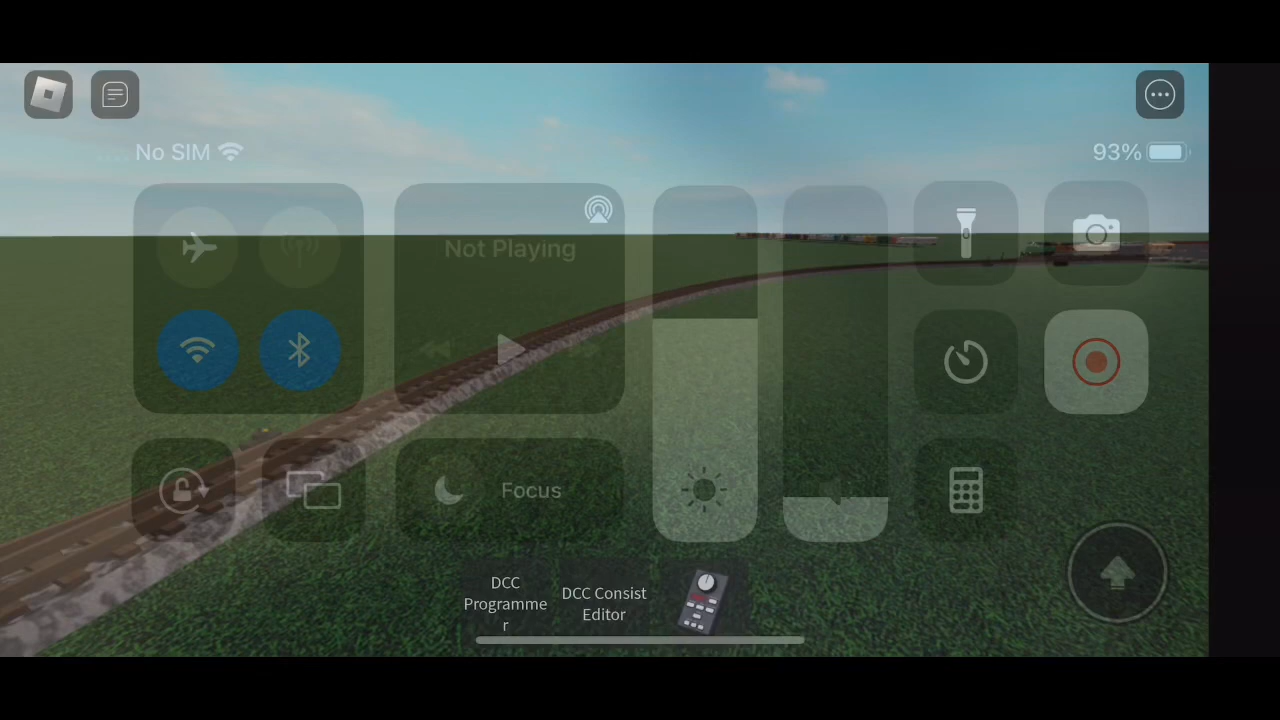 No SIM
93%
Not Playing
Focus
DCC
Programme
r
DCC Consist
Editor